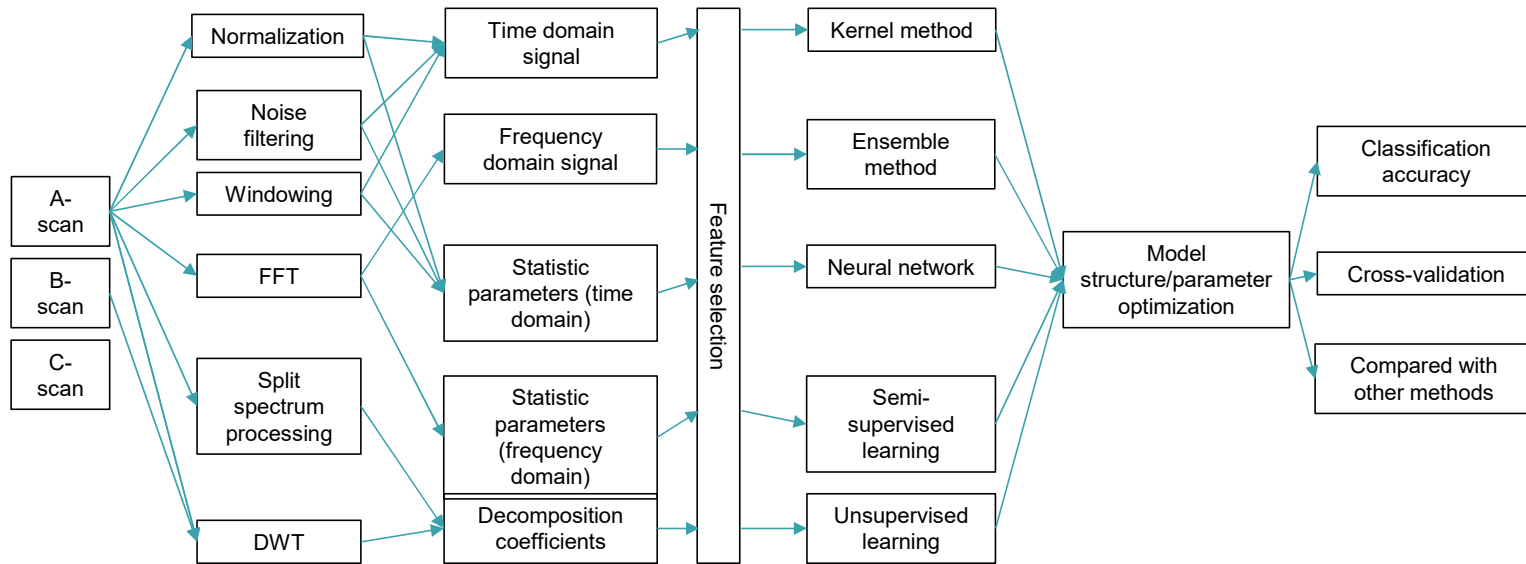 A-
scan
B-
scan
C-
scan
Normalization
Noise
filtering
Windowing
FFT
Split
spectrum
processing
DWT
Time domain
signal
Frequency
domain signal
Statistic
parameters (time
domain)
Statistic
parameters
(frequency
domain)
Decomposition
coefficients
Feature selection
Kernel method
Ensemble
method
Neural network
Semi-
supervised
learning
Unsupervised
learning
Model
structure/parameter
optimization
Classification
accuracy
Cross-validation
Compared with
other methods